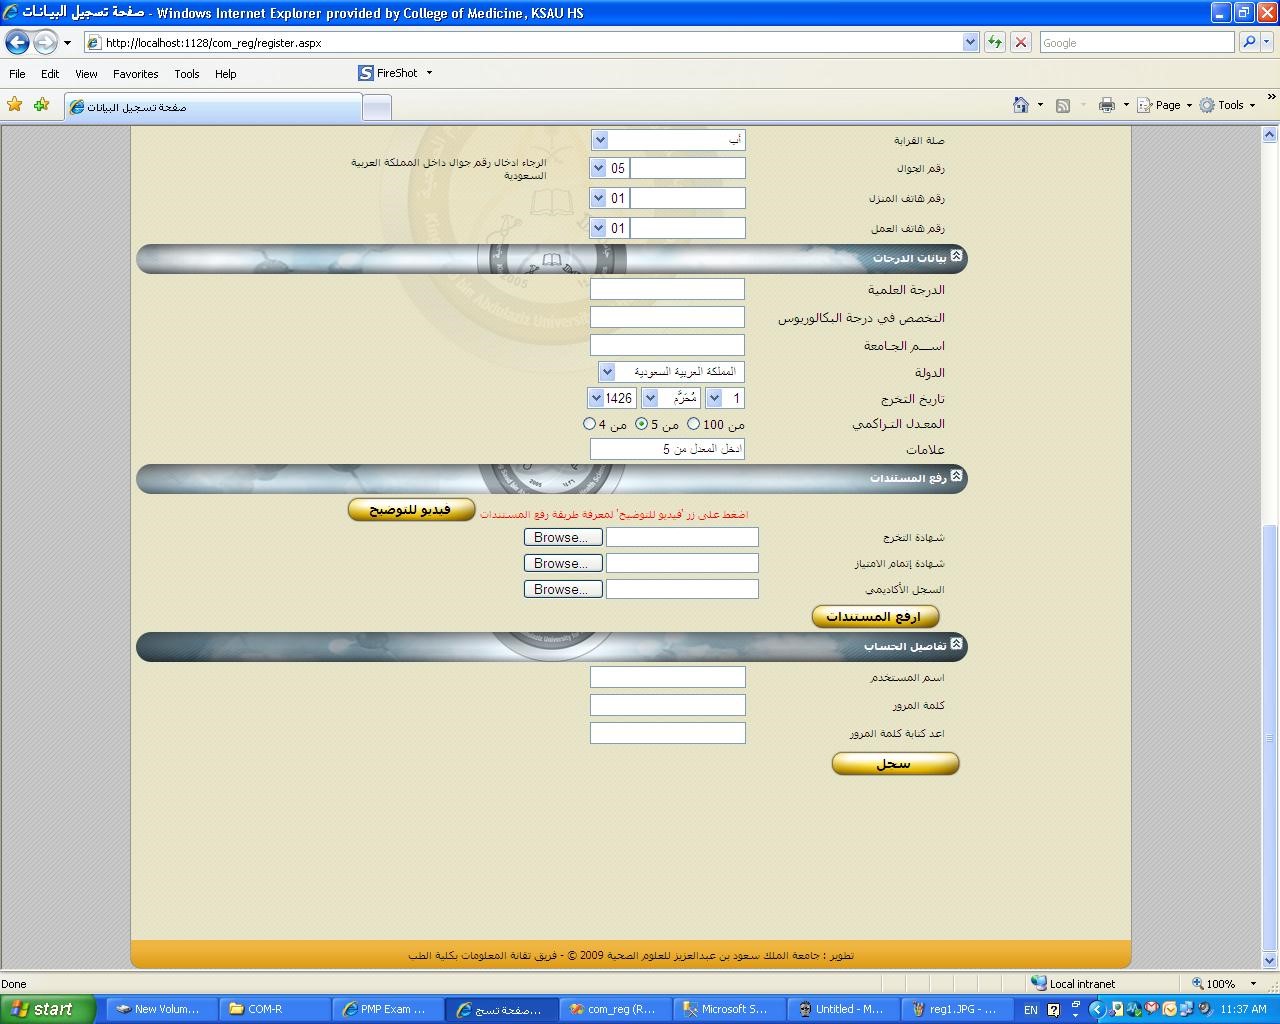 صفحة تسجيل البيانات - Windows Internet Explorer provided by College of Medicine, KSAU HS
http://localhost:1128/com_reg/register.aspx
Google
File Edit View Favorites Tools Help FireShot
صفحة تسجيل البيانات
Page Tools
صلة القرابة أب
رقم الجوال 05 الرجاء ادخال رقم جوال داخل المملكة العربية
السعودية
رقم هاتف المنزل 01
رقم هاتف العمل 01
بيانات الدرجات
الدرجة العلمية
التخصص في درجة البكالوريوس
اســـم الجـامعة
الدولة المملكة العربية السعودية
تاريخ التخرج 1 مُحَرَّم 1426
المعـدل التـراكمي من 100 من 5 من 4
علامات ادخل المعدل من 5
رفع المستندات
اضغط على زر 'فيديو للتوضيح' لمعرفة طريقة رفع المستندات فيديو للتوضيح
شهادة التخرج Browse...
شهادة إتمام الامتياز Browse...
السجل الأكاديمي Browse...
ارفع المستندات
تفاصيل الحساب
اسم المستخدم
كلمة المرور
اعد كتابة كلمة المرور
سجل
تطوير : جامعة الملك سعود بن عبدالعزيز للعلوم الصحية 2009 © - فريق تقانة المعلومات بكلية الطب
Done Local intranet 100%
start New Volum... COM-R PMP Exam ... صفحة تسج... com_reg (R... Microsoft S... Untitled - M... reg1.JPG - ... EN 11:37 AM